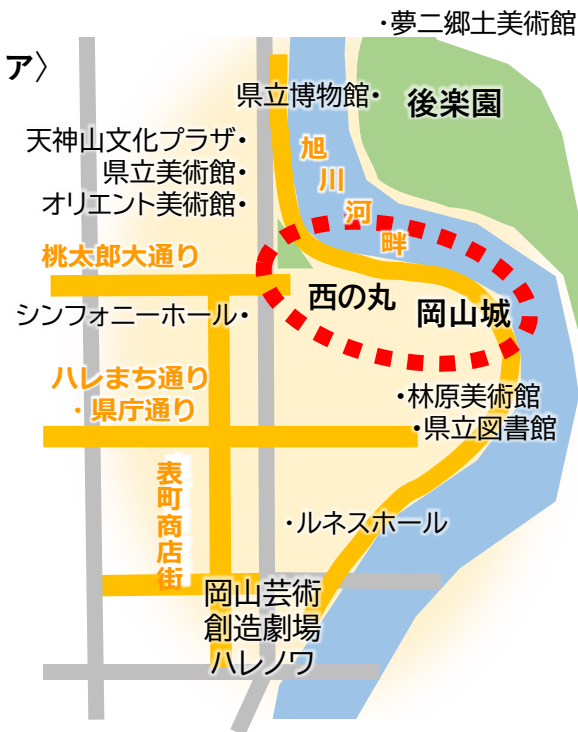 ・夢二郷土美術館
ア〉
県立博物館・
後楽園
天神山文化プラザ・
県立美術館・
オリエント美術館・
旭川河畔
桃太郎大通り
西の丸
岡山城
シンフォニーホール・
ハレまち通り
・県庁通り
・林原美術館
・県立図書館
表町商店街
・ルネスホール
岡山芸術
創造劇場
ハレノワ